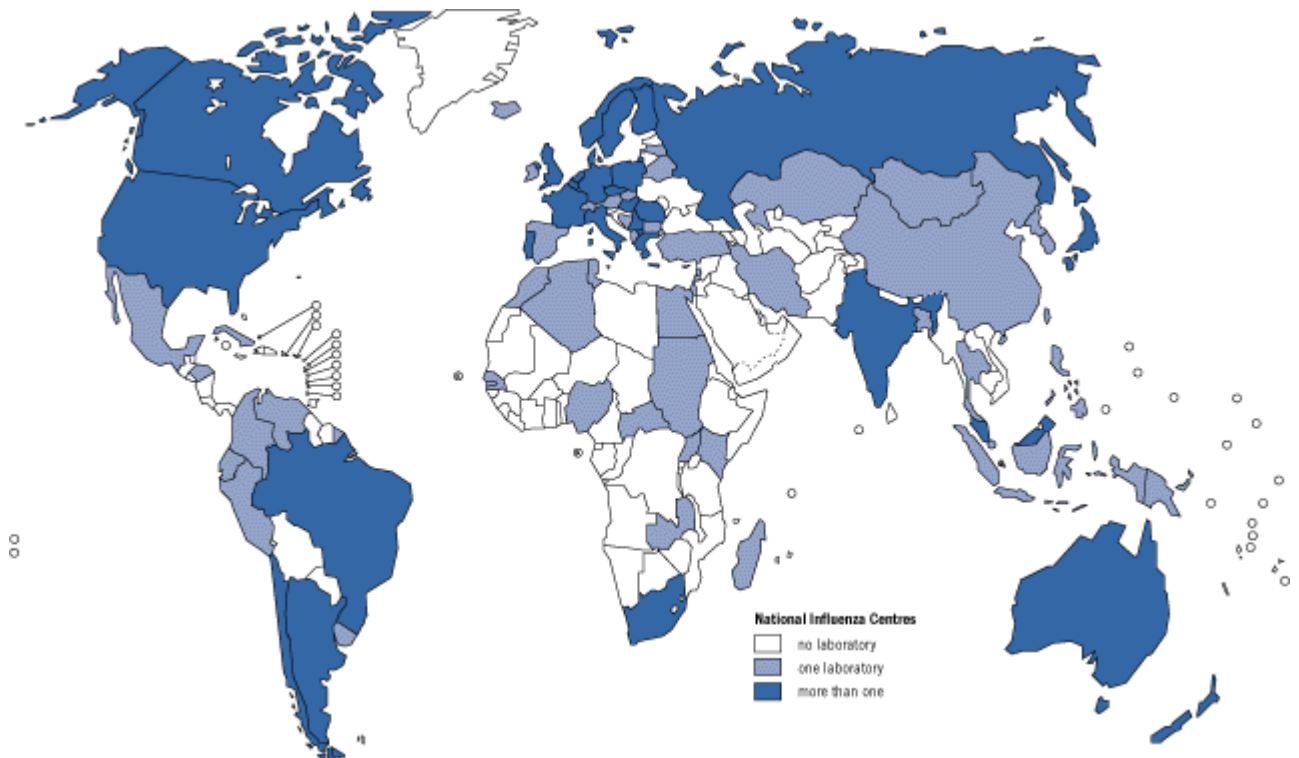 National Influenza Centres
no laboratory
one laboratory
more than one